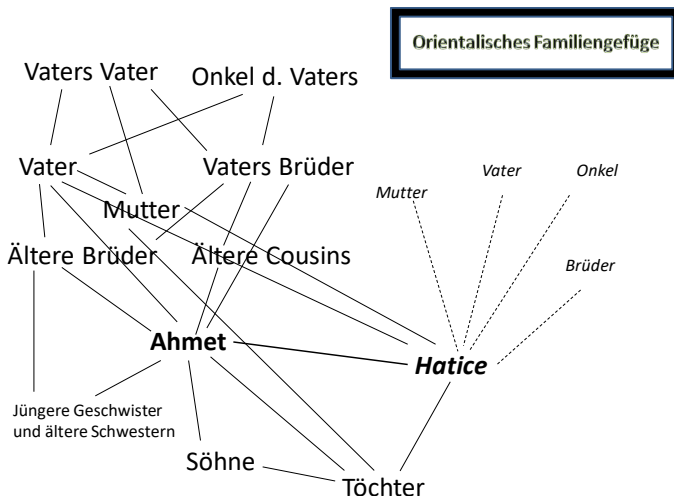 Orientalisches Familiengefüge
Vaters Vater
Onkel d. Vaters
Vater
Vaters Brüder
Mutter
Vater
Onkel
Mutter
Ältere Brüder
Ältere Cousins
Brüder
Ahmet
Hatice
Jüngere Geschwister
und ältere Schwestern
Söhne
Töchter